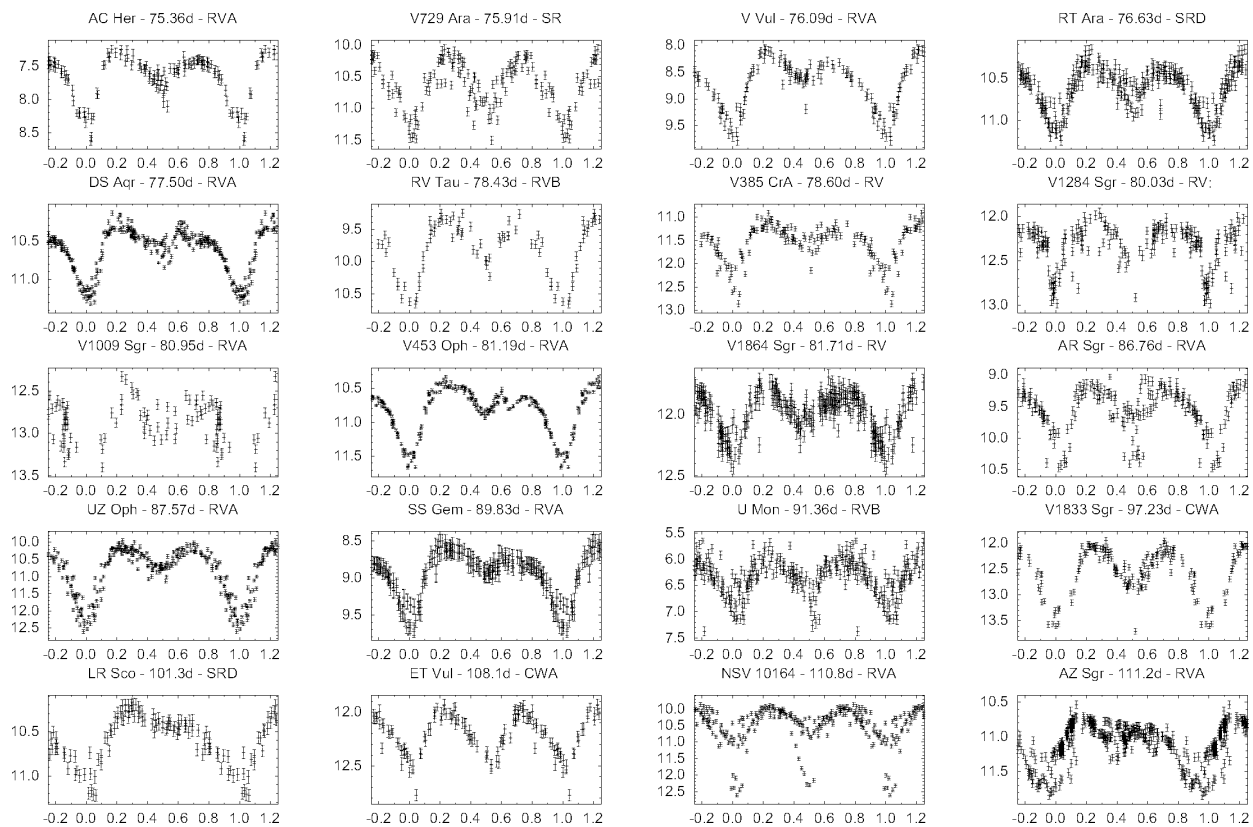 AC Her - 75.36d - RVA
V729 Ara - 75.91d - SR
V Vul - 76.09d - RVA
RT Ara - 76.63d - SRD
7.5
8.0
8.5
-0.2 0.0 0.2 0.4 0.6 0.8 1.0 1.2
10.0
10.5
11.0
11.5
-0.2 0.0 0.2 0.4 0.6 0.8 1.0 1.2
8.0
8.5
9.0
9.5
-0.2 0.0 0.2 0.4 0.6 0.8 1.0 1.2
10.5
11.0
-0.2 0.0 0.2 0.4 0.6 0.8 1.0 1.2
DS Aqr - 77.50d - RVA
RV Tau - 78.43d - RVB
V385 CrA - 78.60d - RV
V1284 Sgr - 80.03d - RV:
10.5
11.0
-0.2 0.0 0.2 0.4 0.6 0.8 1.0 1.2
9.5
10.0
10.5
-0.2 0.0 0.2 0.4 0.6 0.8 1.0 1.2
11.0
11.5
12.0
12.5
13.0
-0.2 0.0 0.2 0.4 0.6 0.8 1.0 1.2
12.0
12.5
13.0
-0.2 0.0 0.2 0.4 0.6 0.8 1.0 1.2
V1009 Sgr - 80.95d - RVA
V453 Oph - 81.19d - RVA
V1864 Sgr - 81.71d - RV
AR Sgr - 86.76d - RVA
12.5
13.0
13.5
-0.2 0.0 0.2 0.4 0.6 0.8 1.0 1.2
10.5
11.0
11.5
-0.2 0.0 0.2 0.4 0.6 0.8 1.0 1.2
12.0
12.5
-0.2 0.0 0.2 0.4 0.6 0.8 1.0 1.2
9.0
9.5
10.0
10.5
-0.2 0.0 0.2 0.4 0.6 0.8 1.0 1.2
UZ Oph - 87.57d - RVA
SS Gem - 89.83d - RVA
U Mon - 91.36d - RVB
V1833 Sgr - 97.23d - CWA
10.0
10.5
11.0
11.5
12.0
12.5
-0.2 0.0 0.2 0.4 0.6 0.8 1.0 1.2
8.5
9.0
9.5
-0.2 0.0 0.2 0.4 0.6 0.8 1.0 1.2
5.5
6.0
6.5
7.0
7.5
-0.2 0.0 0.2 0.4 0.6 0.8 1.0 1.2
12.0
12.5
13.0
13.5
-0.2 0.0 0.2 0.4 0.6 0.8 1.0 1.2
LR Sco - 101.3d - SRD
ET Vul - 108.1d - CWA
NSV 10164 - 110.8d - RVA
AZ Sgr - 111.2d - RVA
10.5
11.0
-0.2 0.0 0.2 0.4 0.6 0.8 1.0 1.2
12.0
12.5
-0.2 0.0 0.2 0.4 0.6 0.8 1.0 1.2
10.0
10.5
11.0
11.5
12.0
12.5
-0.2 0.0 0.2 0.4 0.6 0.8 1.0 1.2
10.5
11.0
11.5
-0.2 0.0 0.2 0.4 0.6 0.8 1.0 1.2